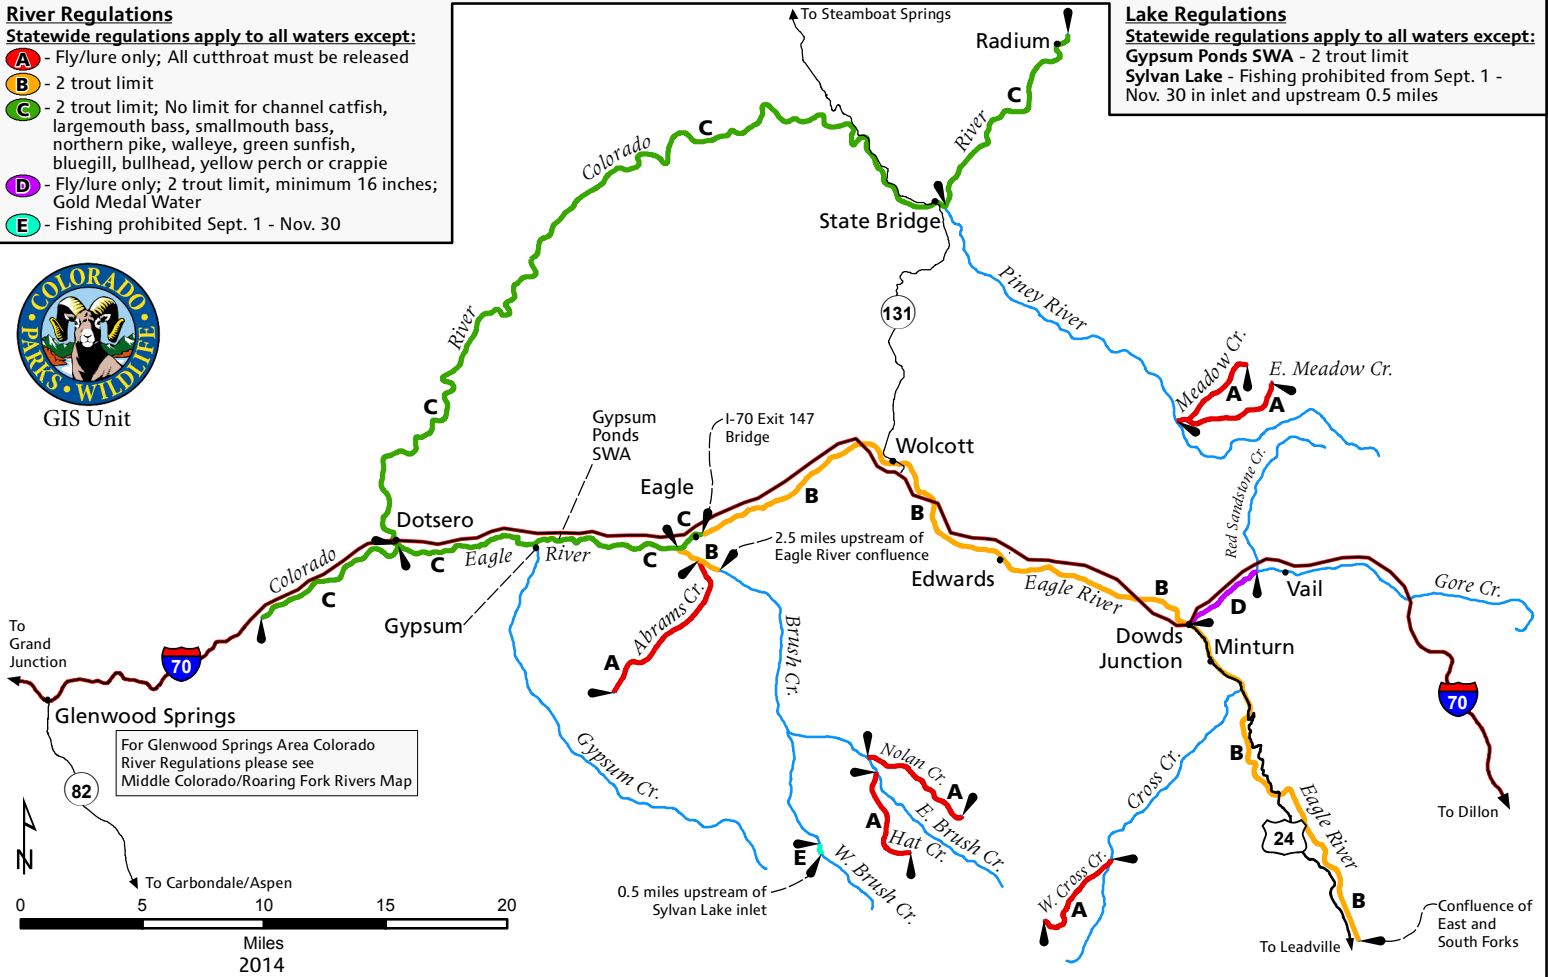 River Regulations
Statewide regulations apply to all waters except:
A - Fly/lure only; All cutthroat must be released
B - 2 trout limit
C - 2 trout limit; No limit for channel catfish,
largemouth bass, smallmouth bass,
northern pike, walleye, green sunfish,
bluegill, bullhead, yellow perch or crappie
D - Fly/lure only; 2 trout limit, minimum 16 inches;
Gold Medal Water
E - Fishing prohibited Sept. 1 - Nov. 30
Lake Regulations
Statewide regulations apply to all waters except:
Gypsum Ponds SWA - 2 trout limit
Sylvan Lake - Fishing prohibited from Sept. 1 -
Nov. 30 in inlet and upstream 0.5 miles
COLORADO
PARKS • WILDLIFE
GIS Unit
To Steamboat Springs
Radium
C
River
C
Colorado
State Bridge
Piney River
131
River
C
Meadow Cr.
A
E. Meadow Cr.
A
Gypsum
Ponds
SWA
I-70 Exit 147
Bridge
Wolcott
Eagle
B
B
Red Sandstone Cr.
Dotsero
C
Eagle
River
C
C
B
2.5 miles upstream of
Eagle River confluence
Edwards
Eagle River
B
D
Vail
Gore Cr.
Colorado
C
Gypsum
Abrams Cr.
A
Brush Cr.
Dowds
Junction
Minturn
To
Grand
Junction
70
70
Glenwood Springs
For Glenwood Springs Area Colorado
River Regulations please see
Middle Colorado/Roaring Fork Rivers Map
82
Gypsum Cr.
Nolan Cr.
A
A
Hat Cr.
E. Brush Cr.
Cross Cr.
B
Eagle River
24
To Dillon
E
W. Brush Cr.
0.5 miles upstream of
Sylvan Lake inlet
W. Cross Cr.
A
B
Confluence of
East and
South Forks
To Leadville
To Carbondale/Aspen
N
0 5 10 15 20
Miles
2014